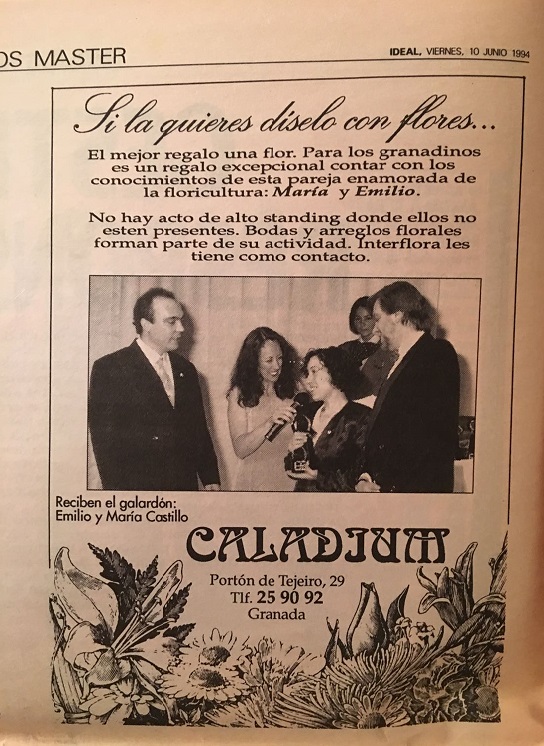 OS MASTER
IDEAL, VIERNES, 10 JUNIO 1994
Si la quieres díselo con flores...
El mejor regalo una flor. Para los granadinos
es un regalo excepcional contar con los
conocimientos de esta pareja enamorada de
la floricultura: María y Emilio.
No hay acto de alto standing donde ellos no
esten presentes. Bodas y arreglos florales
forman parte de su actividad. Interflora les
tiene como contacto.
Reciben el galardón:
Emilio y María Castillo
CALADIUM
Portón de Tejeiro, 29
Tlf. 25 90 92
Granada